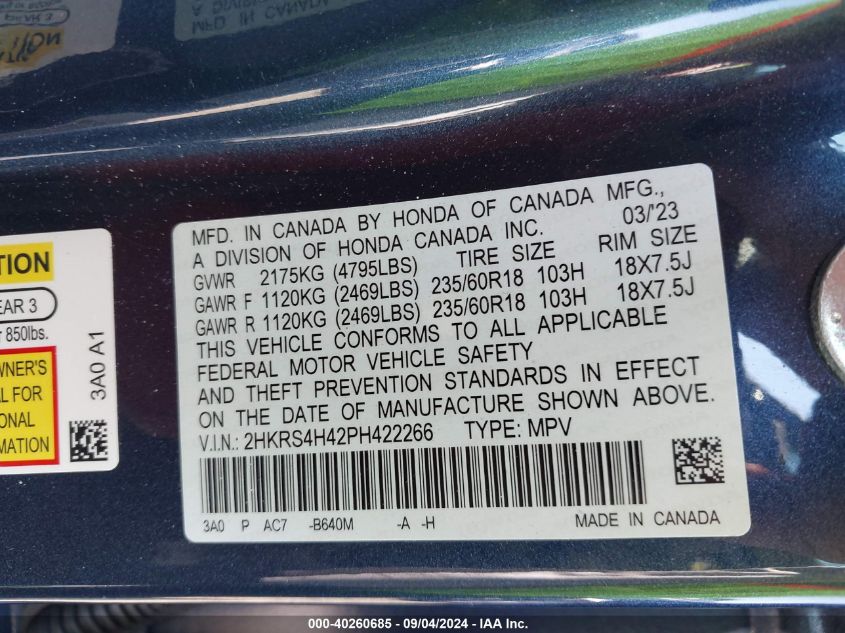 MFD. IN CANADA
TION
EAR 3
850lbs.
WNER'S
AL FOR
ONAL
MATION
3A0 A1
MFD. IN CANADA BY HONDA OF CANADA MFG.,
A DIVISION OF HONDA CANADA INC. 03/'23
GVWR 2175KG (4795LBS) TIRE SIZE RIM SIZE
GAWR F 1120KG (2469LBS) 235/60R18 103H 18X7.5J
GAWR R 1120KG (2469LBS) 235/60R18 103H 18X7.5J
THIS VEHICLE CONFORMS TO ALL APPLICABLE
FEDERAL MOTOR VEHICLE SAFETY
AND THEFT PREVENTION STANDARDS IN EFFECT
ON THE DATE OF MANUFACTURE SHOWN ABOVE.
V.I.N.: 2HKRS4H42PH422266 TYPE: MPV
3A0 P AC7 -B640M -A -H MADE IN CANADA
000-40260685 - 09/04/2024 - IAA Inc.